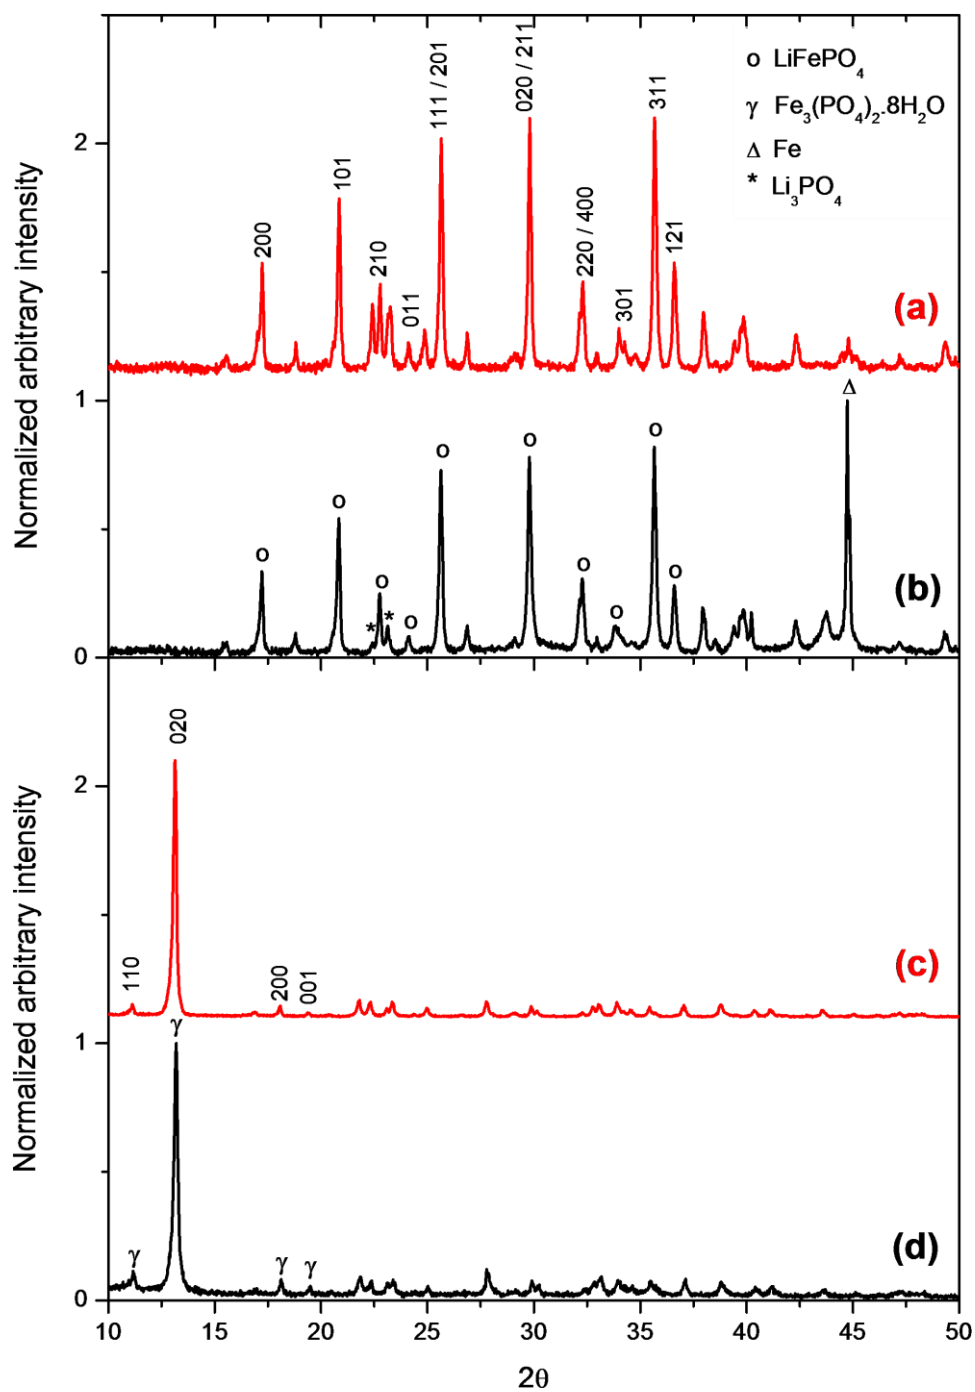 o LiFePO₄
γ Fe₃(PO₄)₂.8H₂O
Δ Fe
* Li₃PO₄
Normalized arbitrary intensity
2
1
0
200
101
210
011
111 / 201
020 / 211
220 / 400
301
311
121
(a)
o
o
*
o
*
o
o
o
o
o
o
o
Δ
(b)
Normalized arbitrary intensity
2
1
0
110
020
200
001
(c)
γ
γ
γ
γ
(d)
10 15 20 25 30 35 40 45 50
2θ